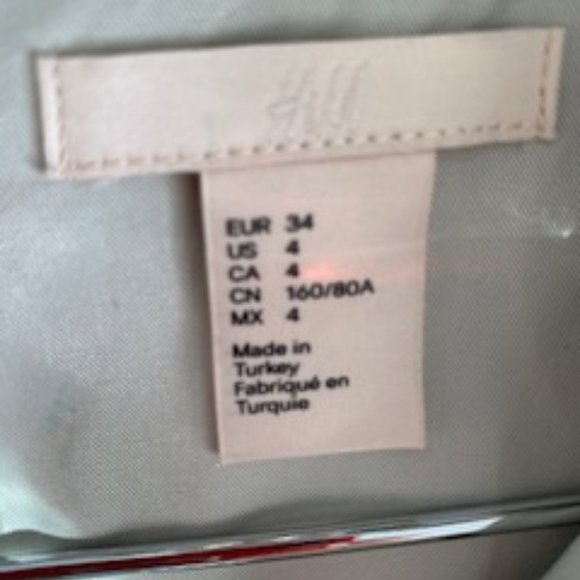 H&M
EUR 34
US 4
CA 4
CN 160/80A
MX 4
Made in
Turkey
Fabriqué en
Turquie